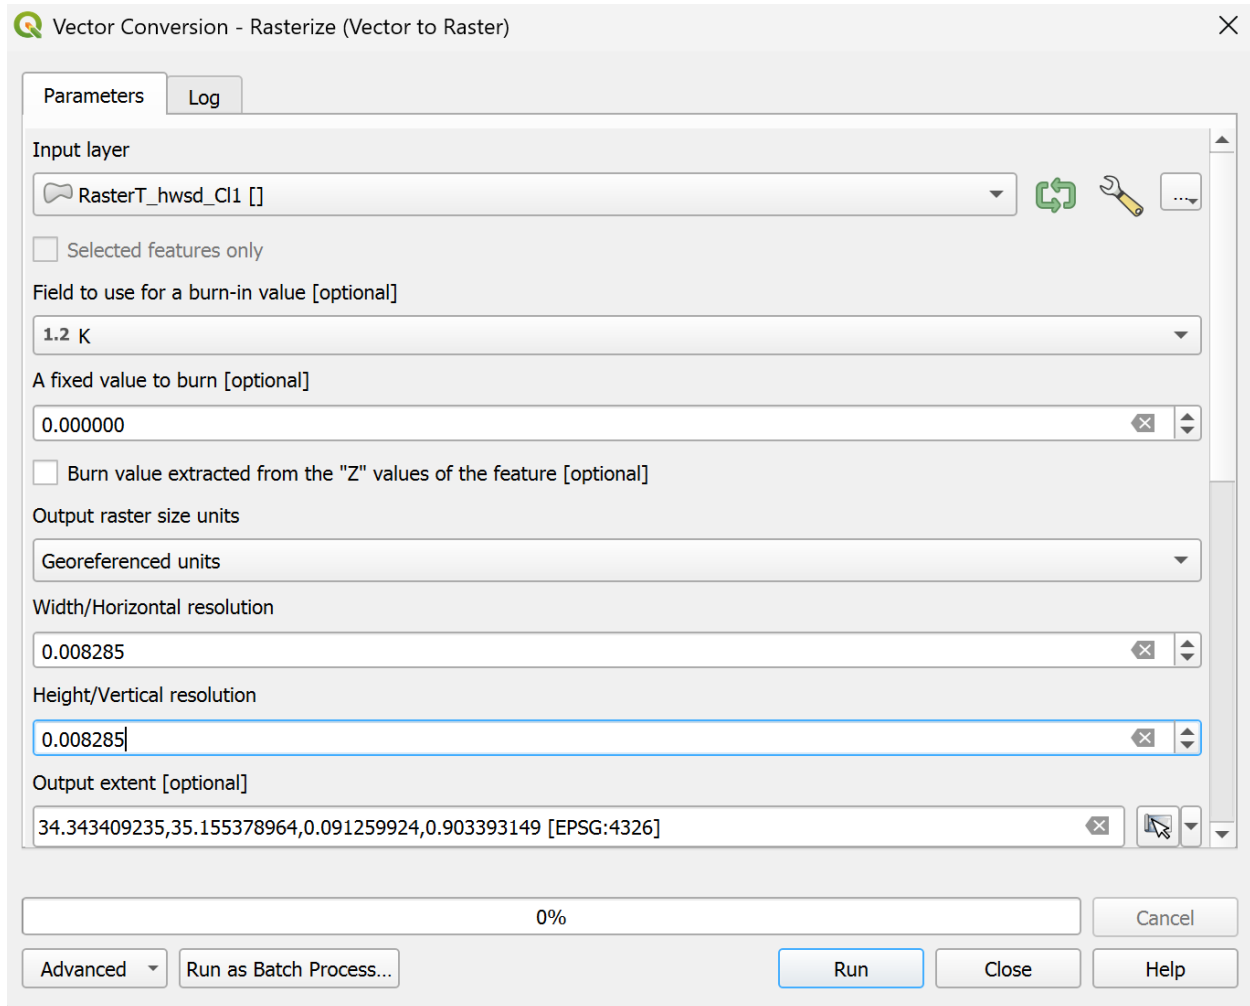 Vector Conversion - Rasterize (Vector to Raster)
Parameters
Log
Input layer
RasterT_hwsd_Cl1 []
...
Selected features only
Field to use for a burn-in value [optional]
1.2 K
A fixed value to burn [optional]
0.000000
Burn value extracted from the "Z" values of the feature [optional]
Output raster size units
Georeferenced units
Width/Horizontal resolution
0.008285
Height/Vertical resolution
0.008285
Output extent [optional]
34.343409235,35.155378964,0.091259924,0.903393149 [EPSG:4326]
0%
Cancel
Advanced
Run as Batch Process...
Run
Close
Help